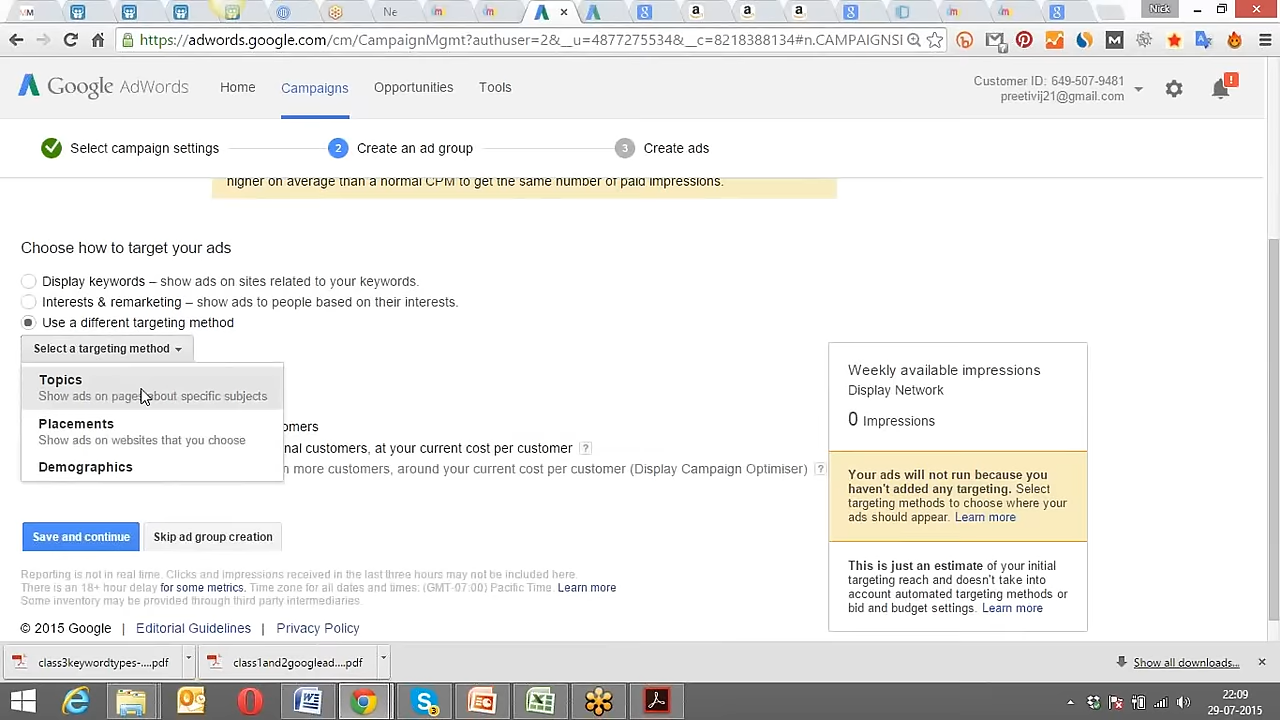 VM
Ne
Nick
https://adwords.google.com/cm/CampaignMgmt?authuser=2&__u=4877275534&__c=8218388134#n.CAMPAIGNSI
Google AdWords
Home
Campaigns
Opportunities
Tools
Customer ID: 649-507-9481
preetivij21@gmail.com
!
Select campaign settings
2
Create an ad group
3
Create ads
higher on average than a normal CPM to get the same number of paid impressions.
Choose how to target your ads
Display keywords – show ads on sites related to your keywords.
Interests & remarketing – show ads to people based on their interests.
Use a different targeting method
Select a targeting method
Topics
Show ads on pages about specific subjects
Placements
Show ads on websites that you choose
Demographics
omers
nal customers, at your current cost per customer ?
n more customers, around your current cost per customer (Display Campaign Optimiser) ?
Weekly available impressions
Display Network
0 Impressions
Your ads will not run because you
haven't added any targeting. Select
targeting methods to choose where your
ads should appear. Learn more
This is just an estimate of your initial
targeting reach and doesn't take into
account automated targeting methods or
bid and budget settings. Learn more
Save and continue
Skip ad group creation
Reporting is not in real time. Clicks and impressions received in the last three hours may not be included here.
There is an 18+ hour delay for some metrics. Time zone for all dates and times: (GMT-07:00) Pacific Time. Learn more
Some inventory may be provided through third party intermediaries.
© 2015 Google | Editorial Guidelines | Privacy Policy
class3keywordtypes-....pdf
class1and2googlead....pdf
Show all downloads...
22:09
29-07-2015